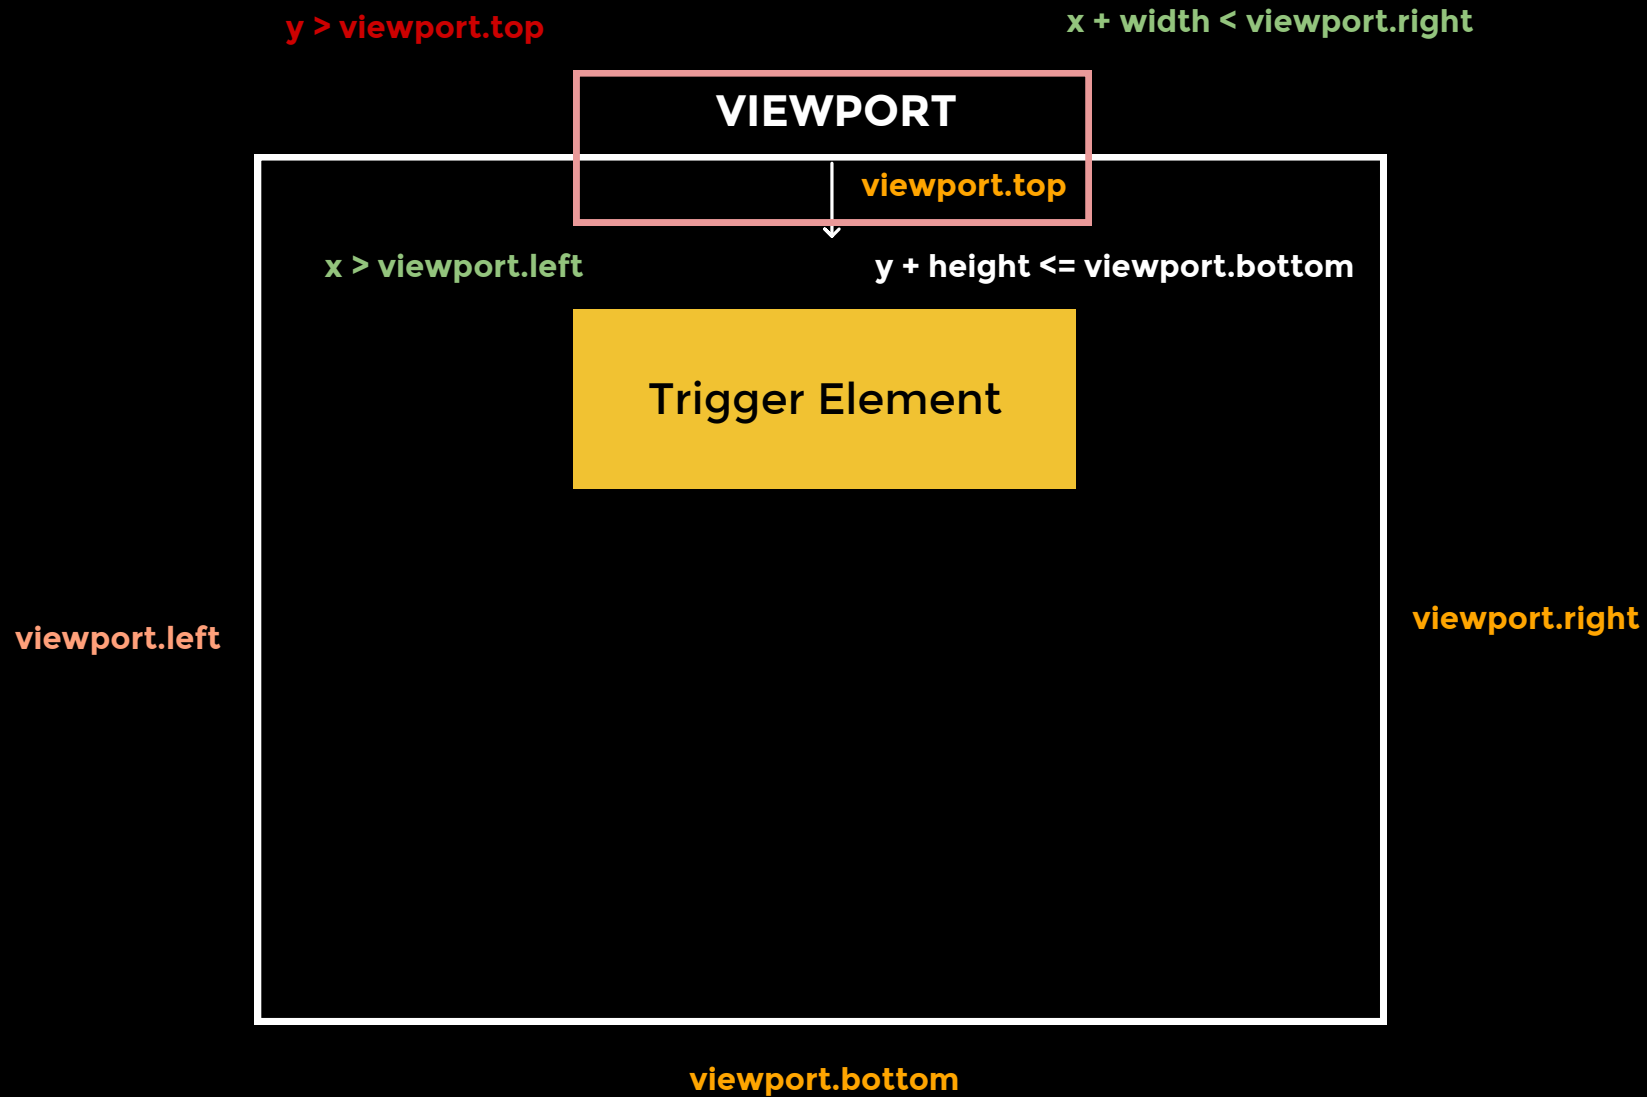 y > viewport.top
x + width < viewport.right
VIEWPORT
viewport.top
x > viewport.left
y + height <= viewport.bottom
Trigger Element
viewport.left
viewport.right
viewport.bottom